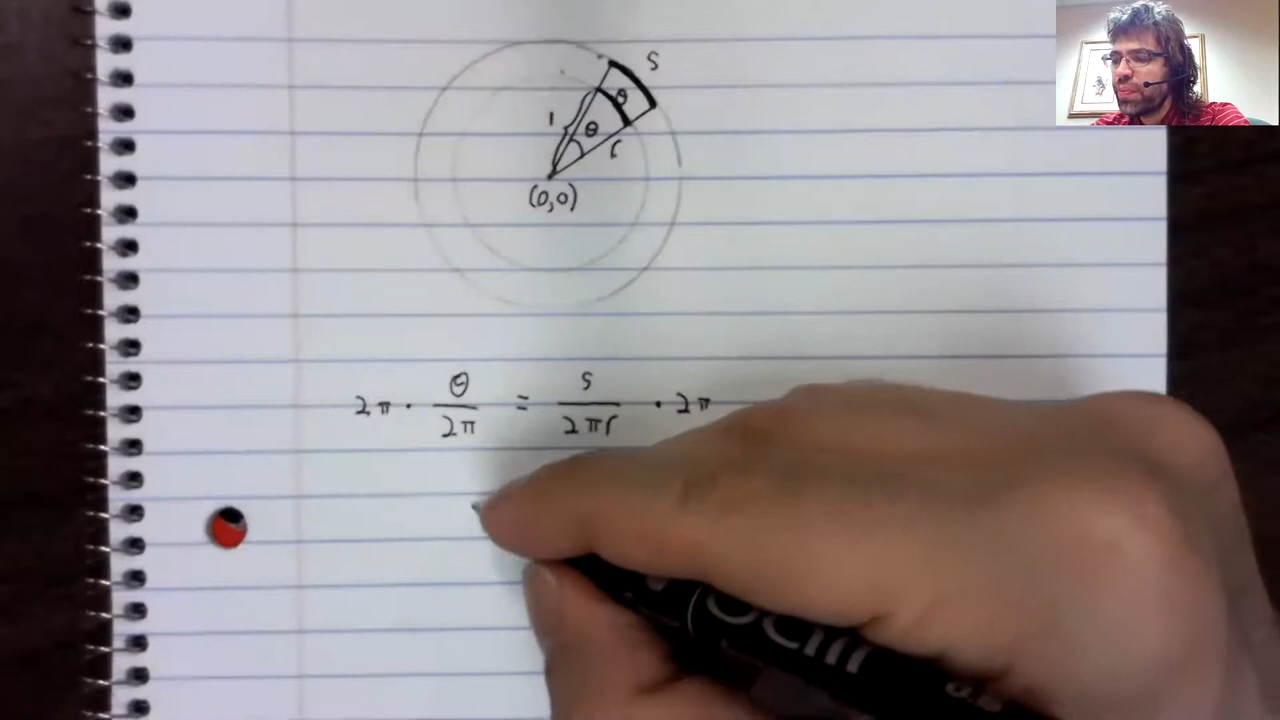 s
θ
1
θ
r
(0,0)
2π · θ/2π = s/2πr · 2π